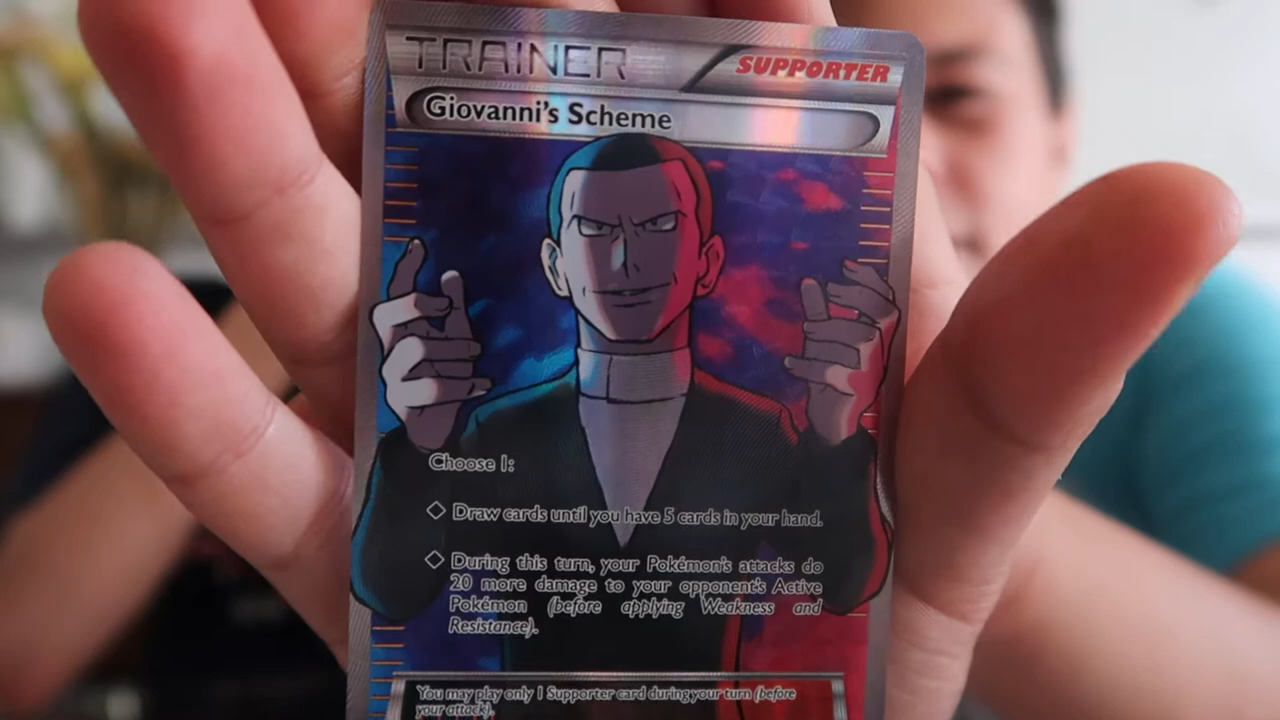 TRAINER
SUPPORTER
Giovanni's Scheme
Choose 1:
◇ Draw cards until you have 5 cards in your hand.
◇ During this turn, your Pokémon's attacks do
20 more damage to your opponent's Active
Pokémon (before applying Weakness and
Resistance).
You may play only 1 Supporter card during your turn (before
your attack).